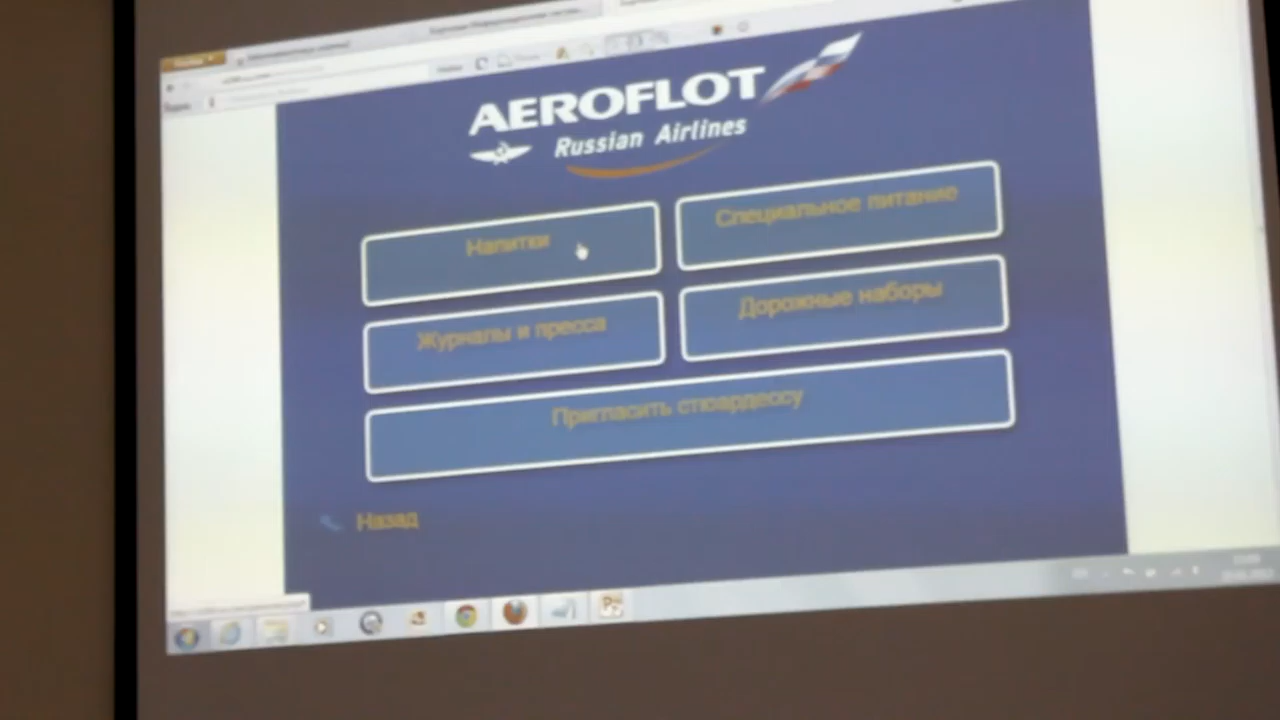 AEROFLOT
Russian Airlines
Напитки
Специальное питание
Журналы и пресса
Дорожные наборы
Пригласить стюардессу
Назад